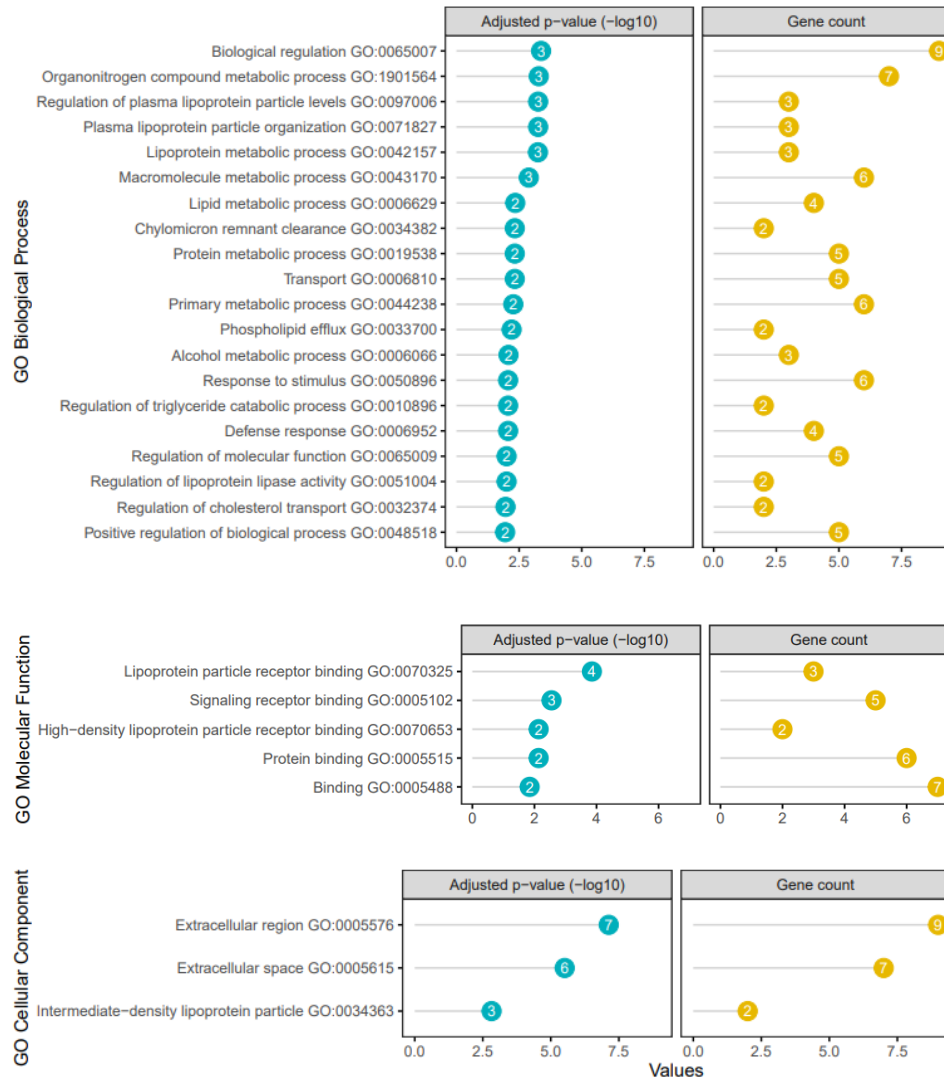 Adjusted p−value (−log10) Gene count
Biological regulation GO:0065007 3 9
Organonitrogen compound metabolic process GO:1901564 3 7
Regulation of plasma lipoprotein particle levels GO:0097006 3 3
Plasma lipoprotein particle organization GO:0071827 3 3
Lipoprotein metabolic process GO:0042157 3 3
Macromolecule metabolic process GO:0043170 3 6
Lipid metabolic process GO:0006629 2 4
Chylomicron remnant clearance GO:0034382 2 2
Protein metabolic process GO:0019538 2 5
Transport GO:0006810 2 5
Primary metabolic process GO:0044238 2 6
Phospholipid efflux GO:0033700 2 2
Alcohol metabolic process GO:0006066 2 3
Response to stimulus GO:0050896 2 6
Regulation of triglyceride catabolic process GO:0010896 2 2
Defense response GO:0006952 2 4
Regulation of molecular function GO:0065009 2 5
Regulation of lipoprotein lipase activity GO:0051004 2 2
Regulation of cholesterol transport GO:0032374 2 2
Positive regulation of biological process GO:0048518 2 5
0.0 2.5 5.0 7.5 0.0 2.5 5.0 7.5
GO Biological Process
Adjusted p−value (−log10) Gene count
Lipoprotein particle receptor binding GO:0070325 4 3
Signaling receptor binding GO:0005102 3 5
High−density lipoprotein particle receptor binding GO:0070653 2 2
Protein binding GO:0005515 2 6
Binding GO:0005488 2 7
0 2 4 6 0 2 4 6
GO Molecular Function
Adjusted p−value (−log10) Gene count
Extracellular region GO:0005576 7 9
Extracellular space GO:0005615 6 7
Intermediate−density lipoprotein particle GO:0034363 3 2
0.0 2.5 5.0 7.5 0.0 2.5 5.0 7.5
GO Cellular Component
Values